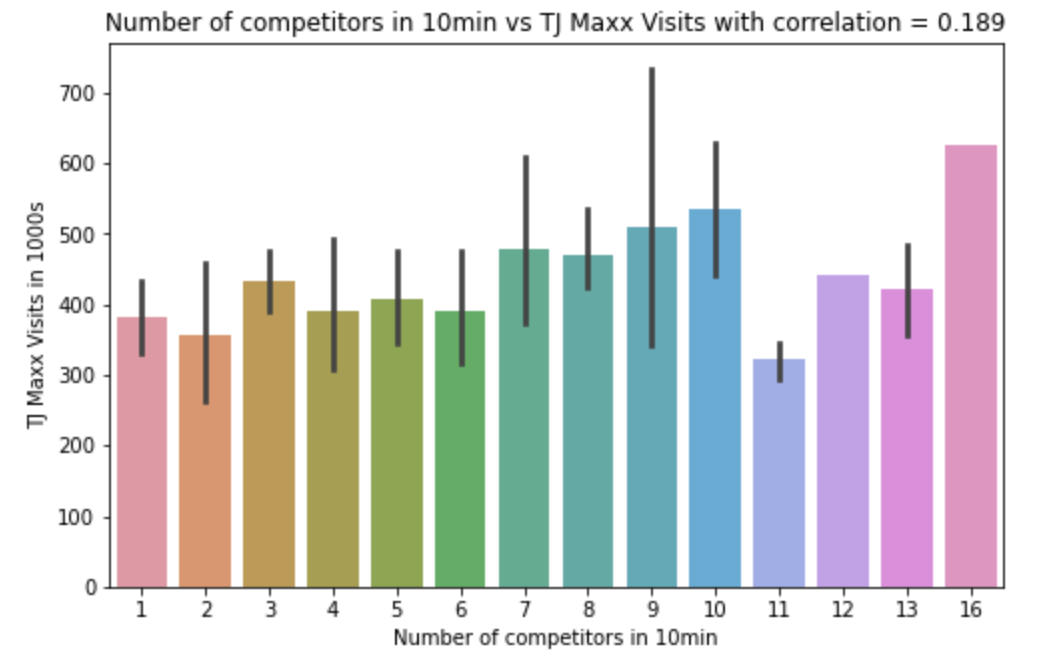 Number of competitors in 10min vs TJ Maxx Visits with correlation = 0.189
TJ Maxx Visits in 1000s
700
600
500
400
300
200
100
0
1 2 3 4 5 6 7 8 9 10 11 12 13 16
Number of competitors in 10min